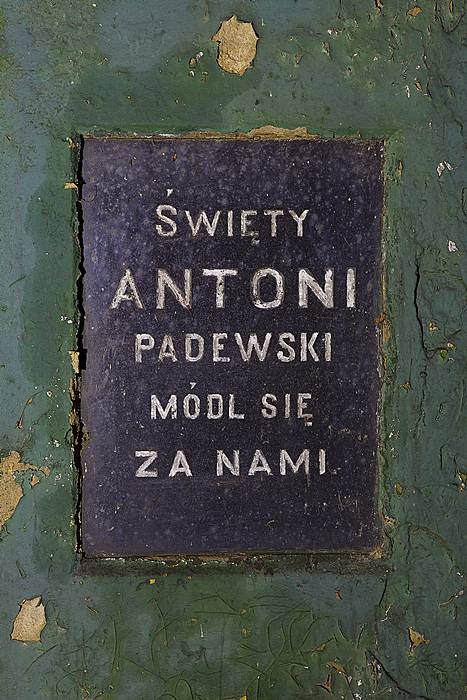 ŚWIĘTY
ANTONI
PADEWSKI
MÓDL SIĘ
ZA NAMI